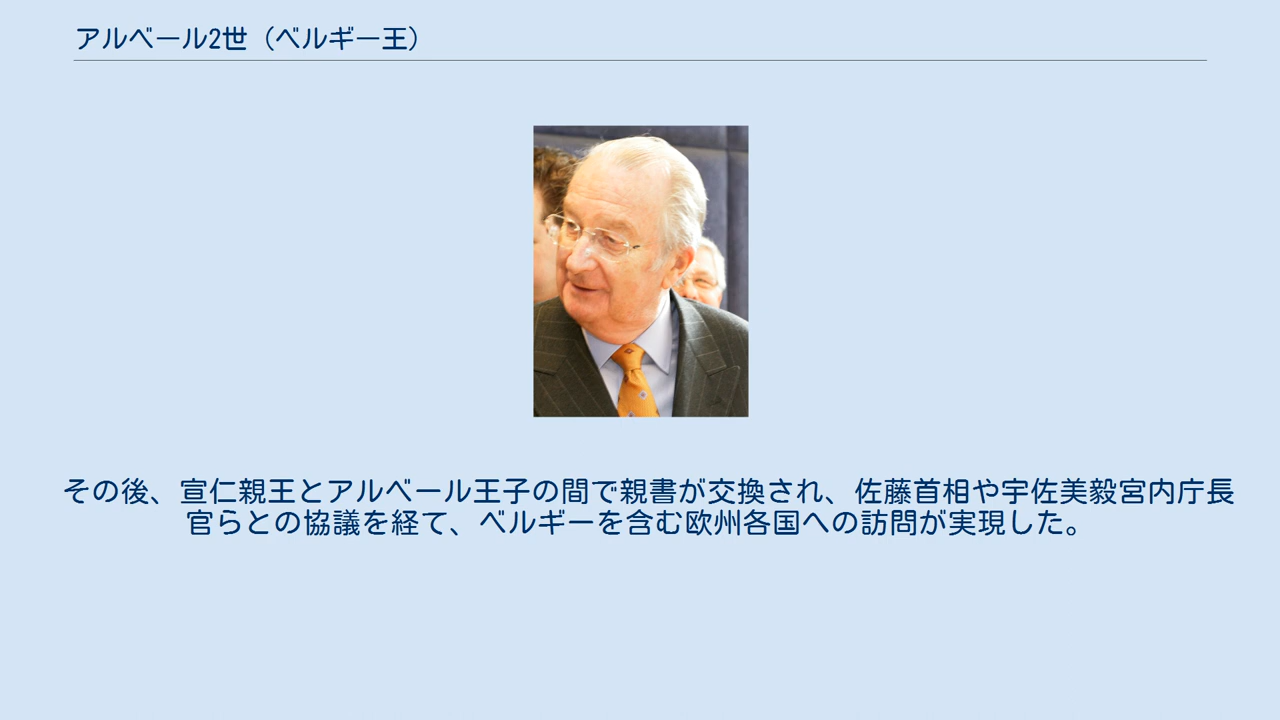 アルベール2世（ベルギー王）
その後、宣仁親王とアルベール王子の間で親書が交換され、佐藤首相や宇佐美毅宮内庁長
官らとの協議を経て、ベルギーを含む欧州各国への訪問が実現した。